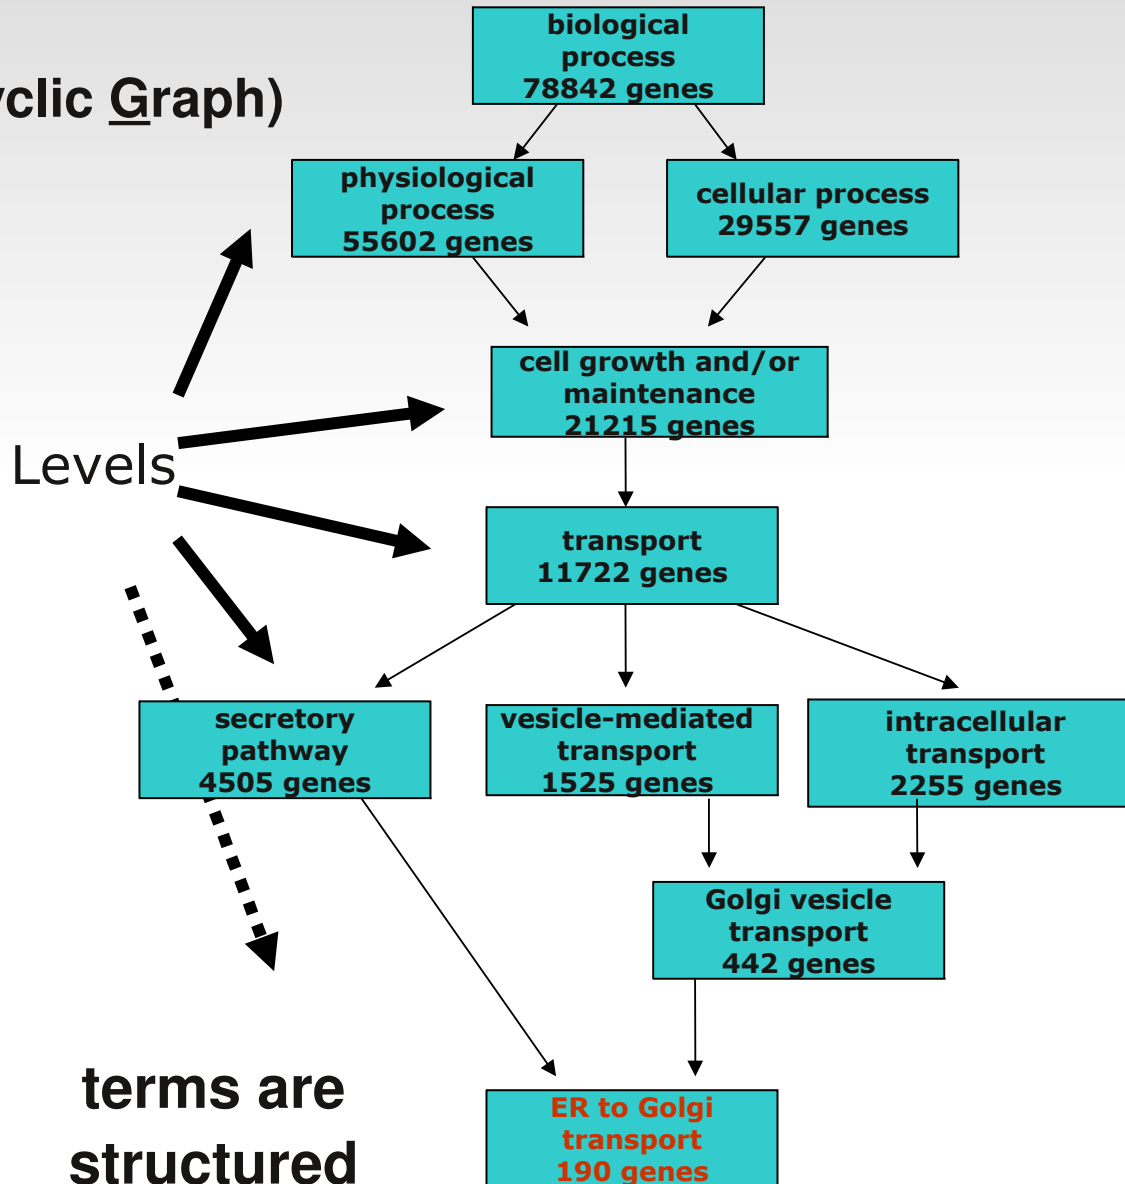 biological
process
78842 genes
yclic Graph)
physiological
process
55602 genes
cellular process
29557 genes
cell growth and/or
maintenance
21215 genes
Levels
transport
11722 genes
secretory
pathway
4505 genes
vesicle-mediated
transport
1525 genes
intracellular
transport
2255 genes
Golgi vesicle
transport
442 genes
terms are
structured
ER to Golgi
transport
190 genes